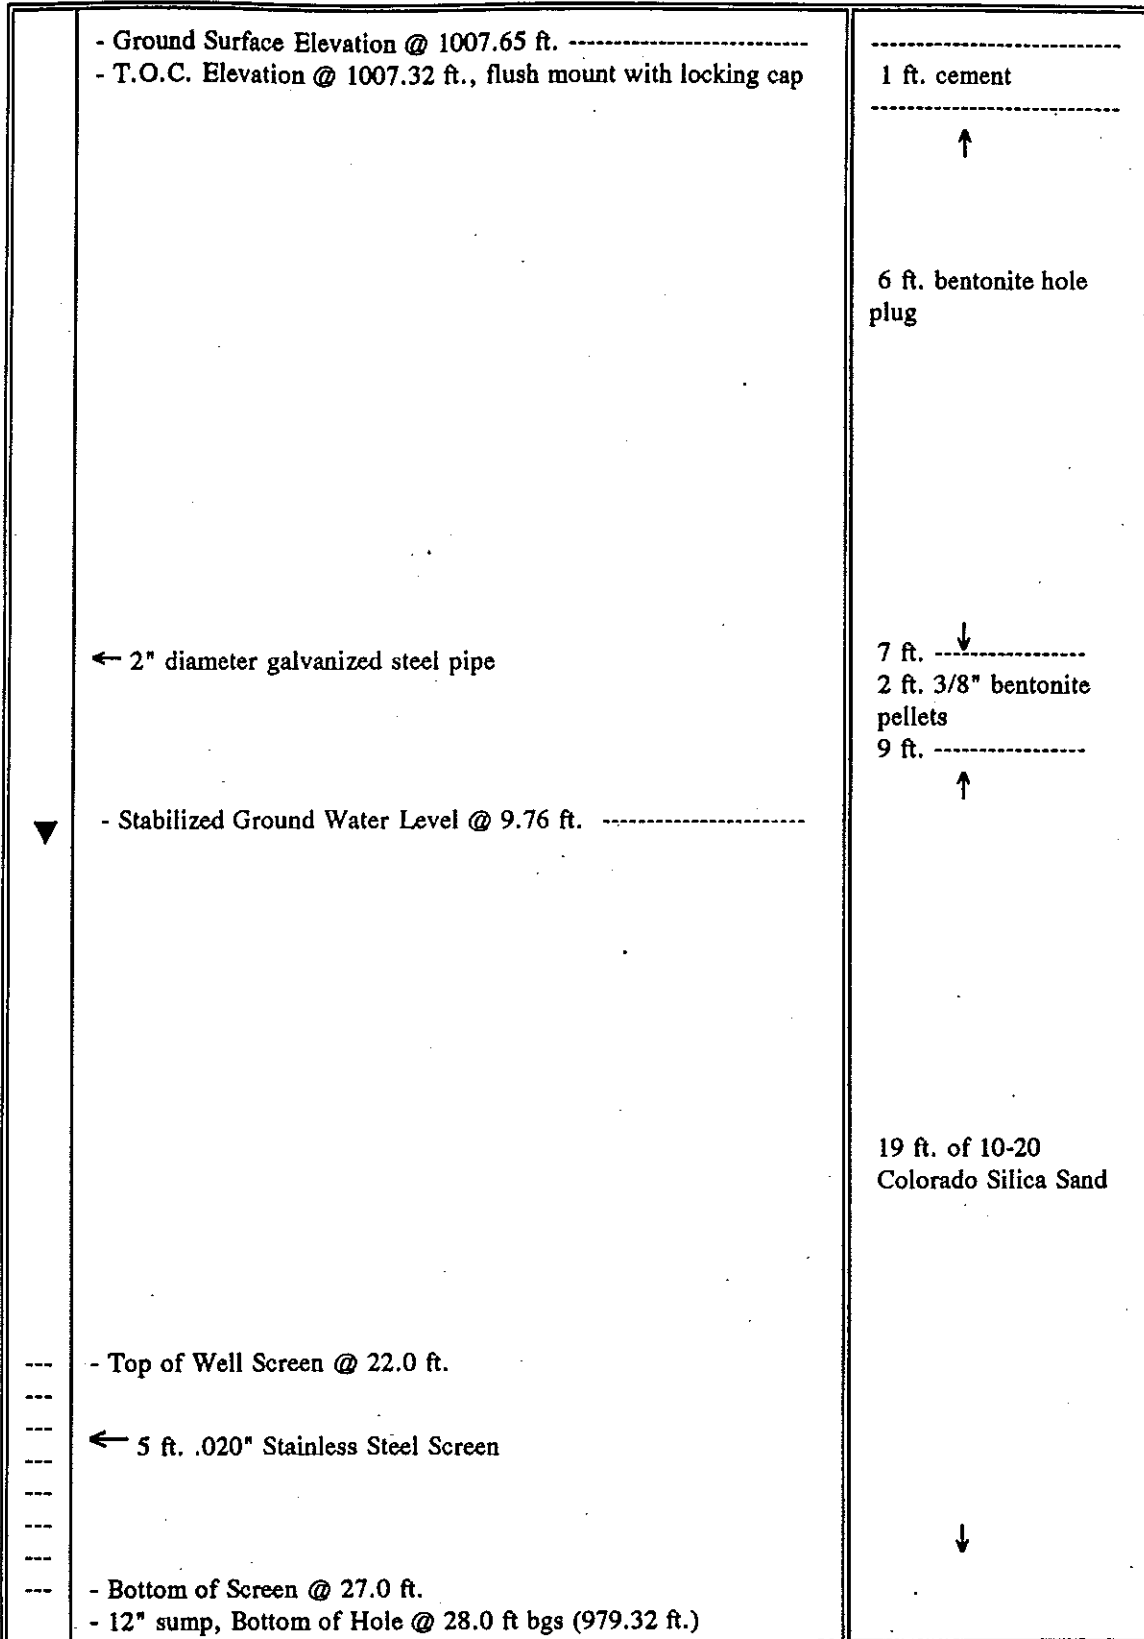 - Ground Surface Elevation @ 1007.65 ft. --------------------------
- T.O.C. Elevation @ 1007.32 ft., flush mount with locking cap
← 2" diameter galvanized steel pipe
- Stabilized Ground Water Level @ 9.76 ft. ----------------------
- Top of Well Screen @ 22.0 ft.
← 5 ft. .020" Stainless Steel Screen
- Bottom of Screen @ 27.0 ft.
- 12" sump, Bottom of Hole @ 28.0 ft bgs (979.32 ft.)
1 ft. cement
6 ft. bentonite hole
plug
7 ft. -----------------
2 ft. 3/8" bentonite
pellets
9 ft. -----------------
19 ft. of 10-20
Colorado Silica Sand